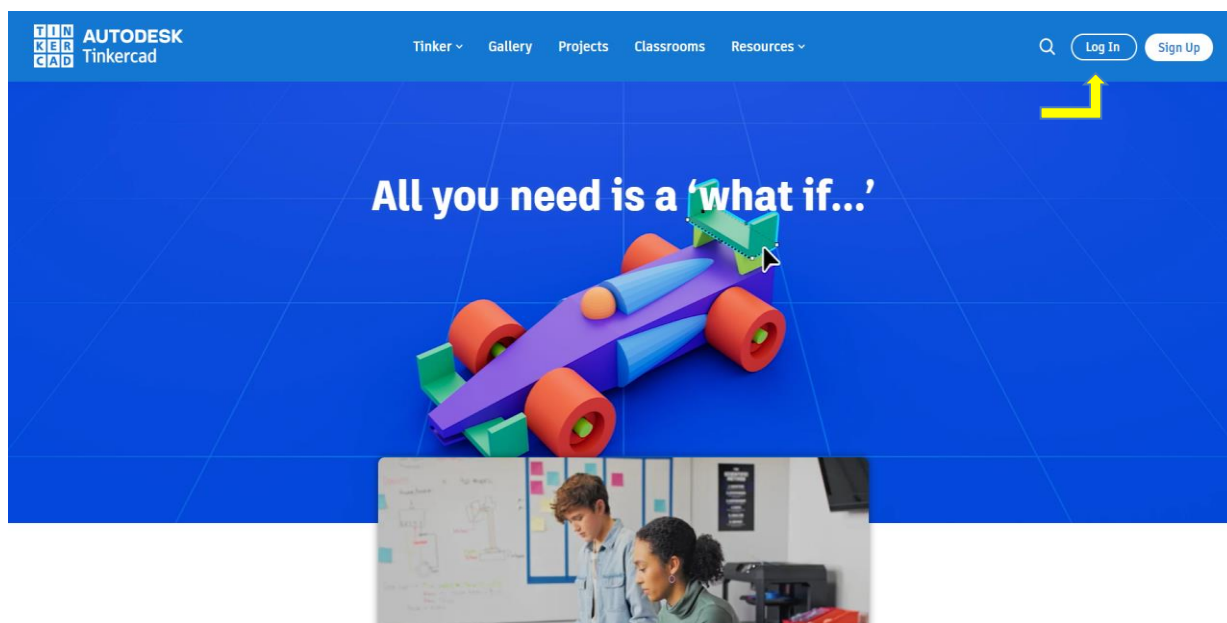 TIN
KER
CAD
AUTODESK
Tinkercad
Tinker
Gallery
Projects
Classrooms
Resources
Log In
Sign Up
All you need is a 'what if...'